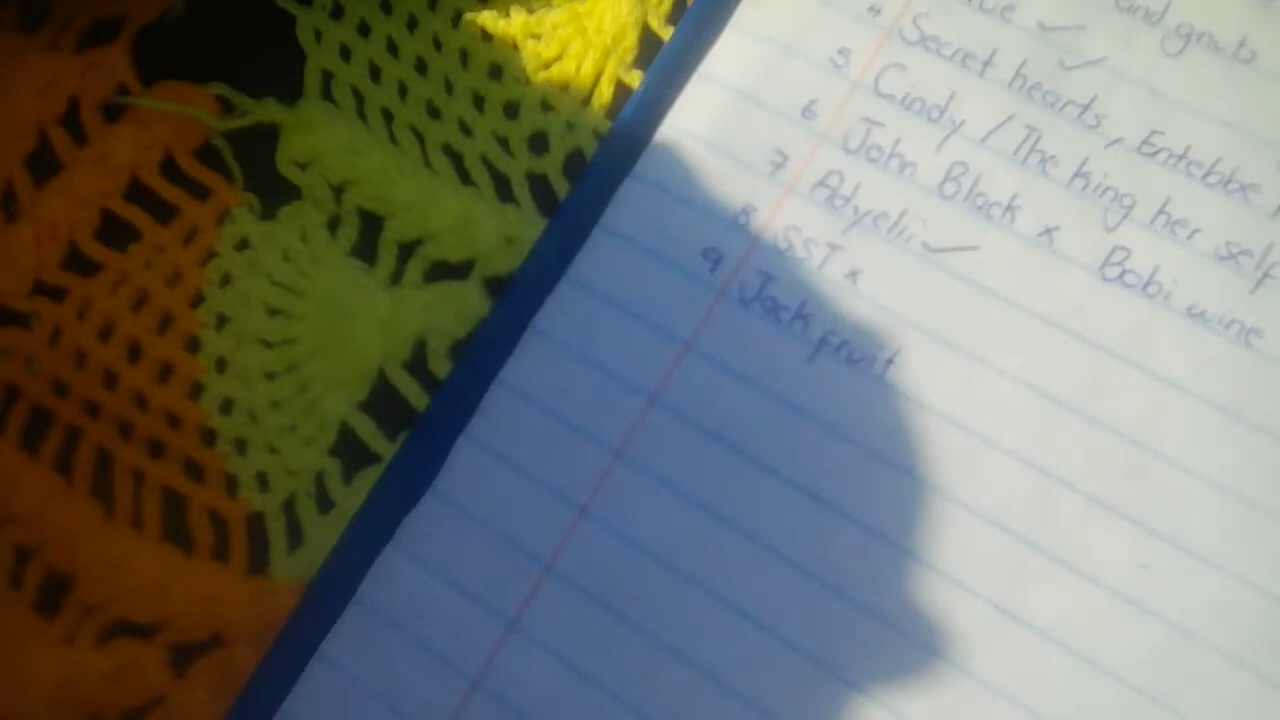 and grab
ue ✓
4 Secret hearts, Entebbe ✓
5 Cindy / The king her self
6 John Black x Bobi wine
7 Adyeli ✓
8 SST x
9 Jack fruit